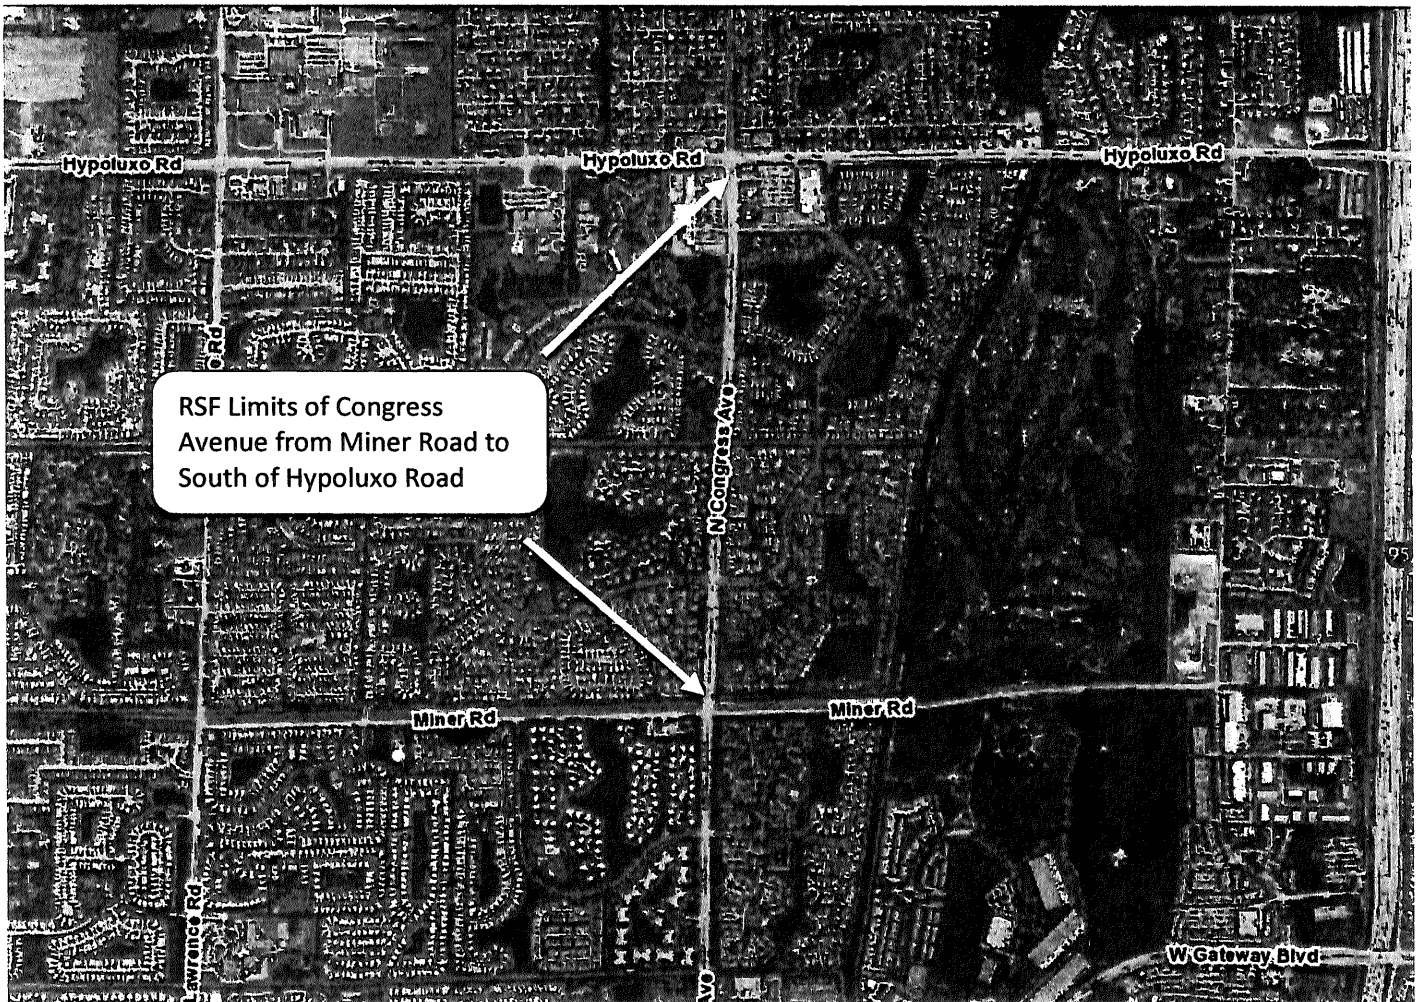 Hypoluxo Rd
Hypoluxo Rd
Hypoluxo Rd
RSF Limits of Congress
Avenue from Miner Road to
South of Hypoluxo Road
N Congress Ave
95
Miner Rd
Miner Rd
Lawrence Rd
W Gateway Blvd
Ave